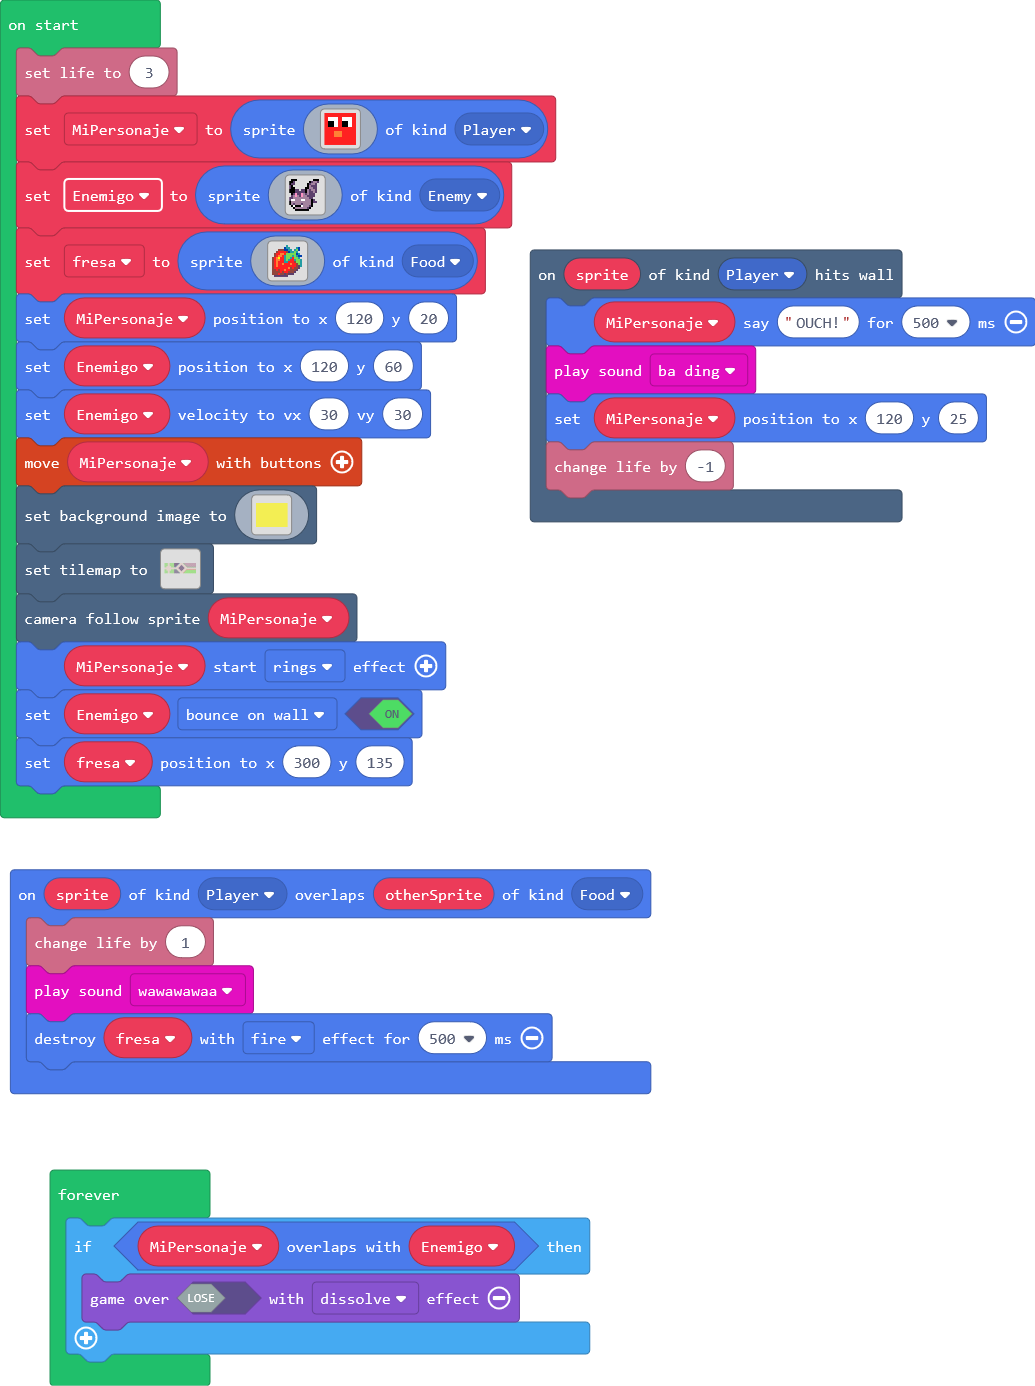 on start
set life to 3
set MiPersonaje to sprite of kind Player
set Enemigo to sprite of kind Enemy
set fresa to sprite of kind Food
set MiPersonaje position to x 120 y 20
set Enemigo position to x 120 y 60
set Enemigo velocity to vx 30 vy 30
move MiPersonaje with buttons
set background image to
set tilemap to
camera follow sprite MiPersonaje
MiPersonaje start rings effect
set Enemigo bounce on wall ON
set fresa position to x 300 y 135
on sprite of kind Player hits wall
MiPersonaje say "OUCH!" for 500 ms
play sound ba ding
set MiPersonaje position to x 120 y 25
change life by -1
on sprite of kind Player overlaps otherSprite of kind Food
change life by 1
play sound wawawawaa
destroy fresa with fire effect for 500 ms
forever
if MiPersonaje overlaps with Enemigo then
game over LOSE with dissolve effect